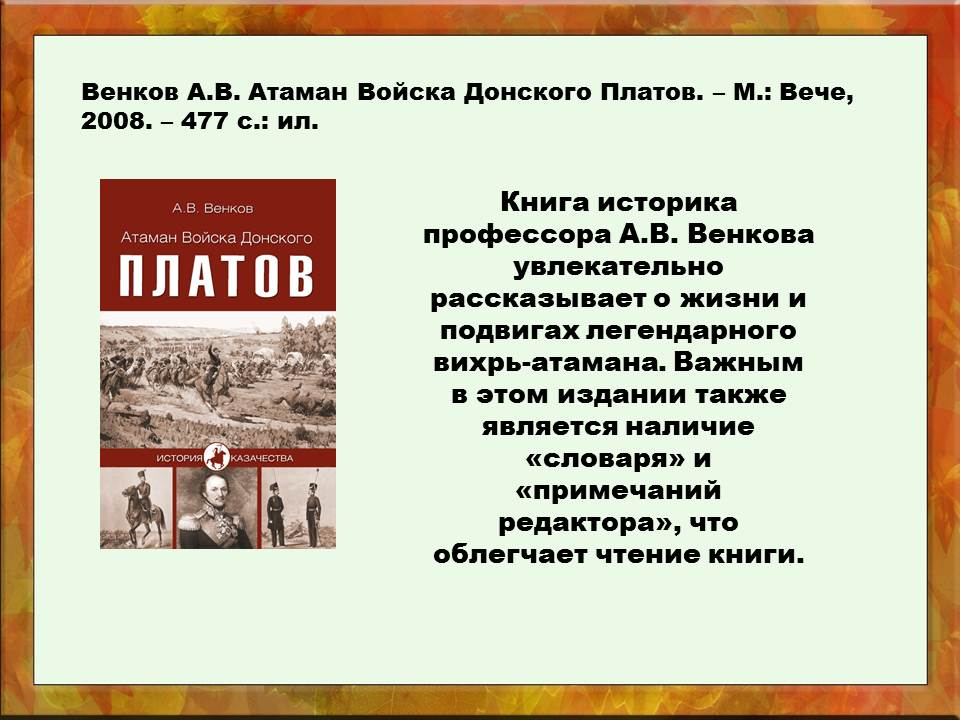 Венков А.В. Атаман Войска Донского Платов. – М.: Вече,
2008. – 477 с.: ил.
А.В. Венков
Атаман Войска Донского
ПЛАТОВ
ИСТОРИЯ КАЗАЧЕСТВА
Книга историка
профессора А.В. Венкова
увлекательно
рассказывает о жизни и
подвигах легендарного
вихрь-атамана. Важным
в этом издании также
является наличие
«словаря» и
«примечаний
редактора», что
облегчает чтение книги.